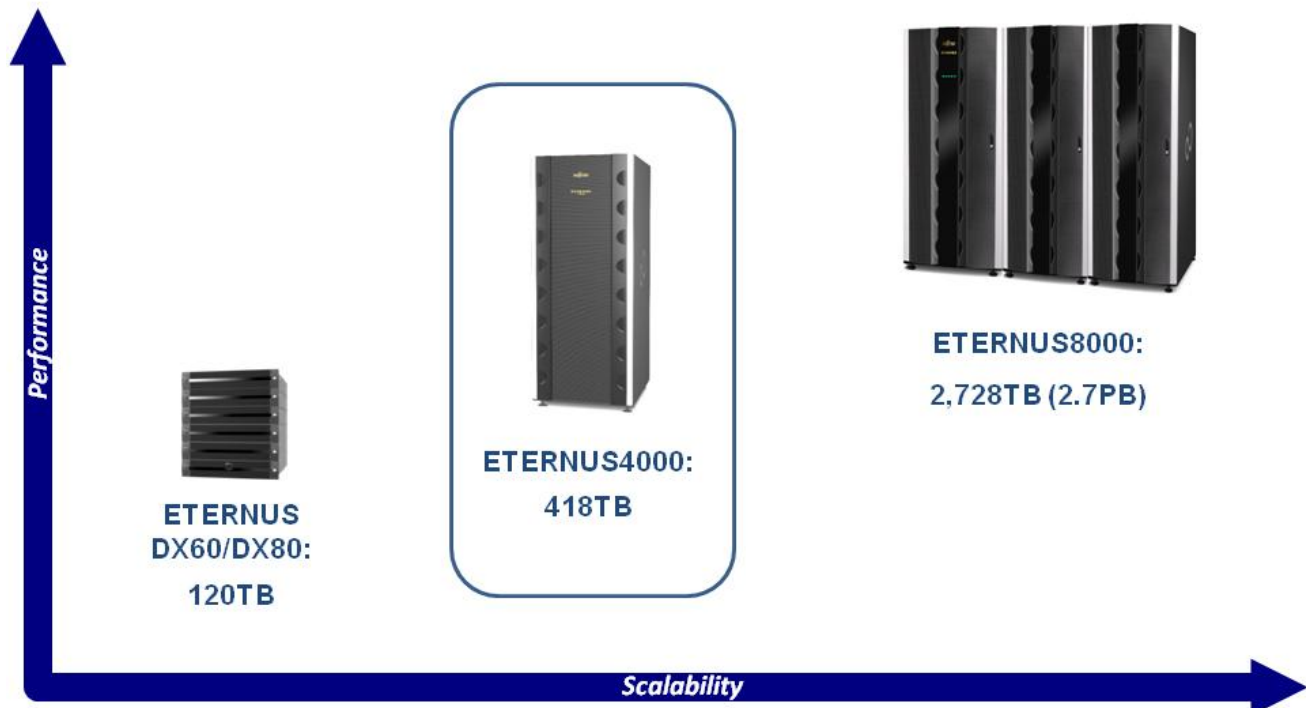 Performance
ETERNUS
DX60/DX80:
120TB
ETERNUS4000:
418TB
ETERNUS8000:
2,728TB (2.7PB)
Scalability